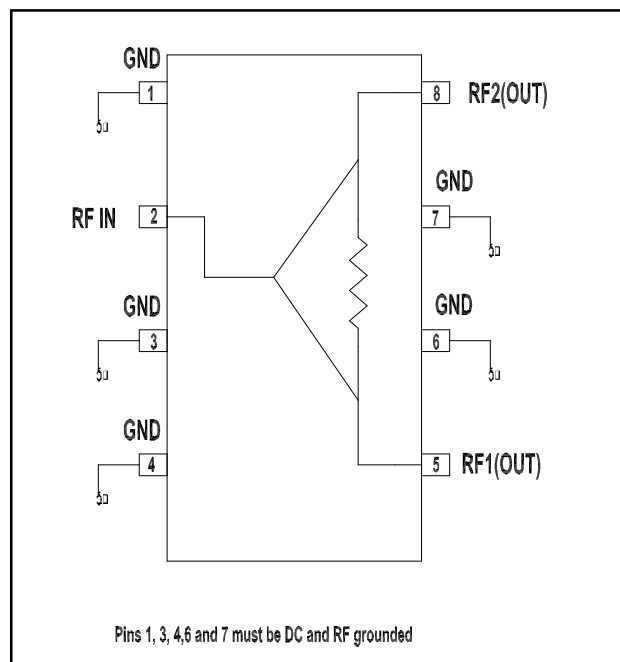 GND
1
8
RF2(OUT)
GND
RF IN
2
7
GND
GND
3
6
GND
4
5
RF1(OUT)
Pins 1, 3, 4,6 and 7 must be DC and RF grounded